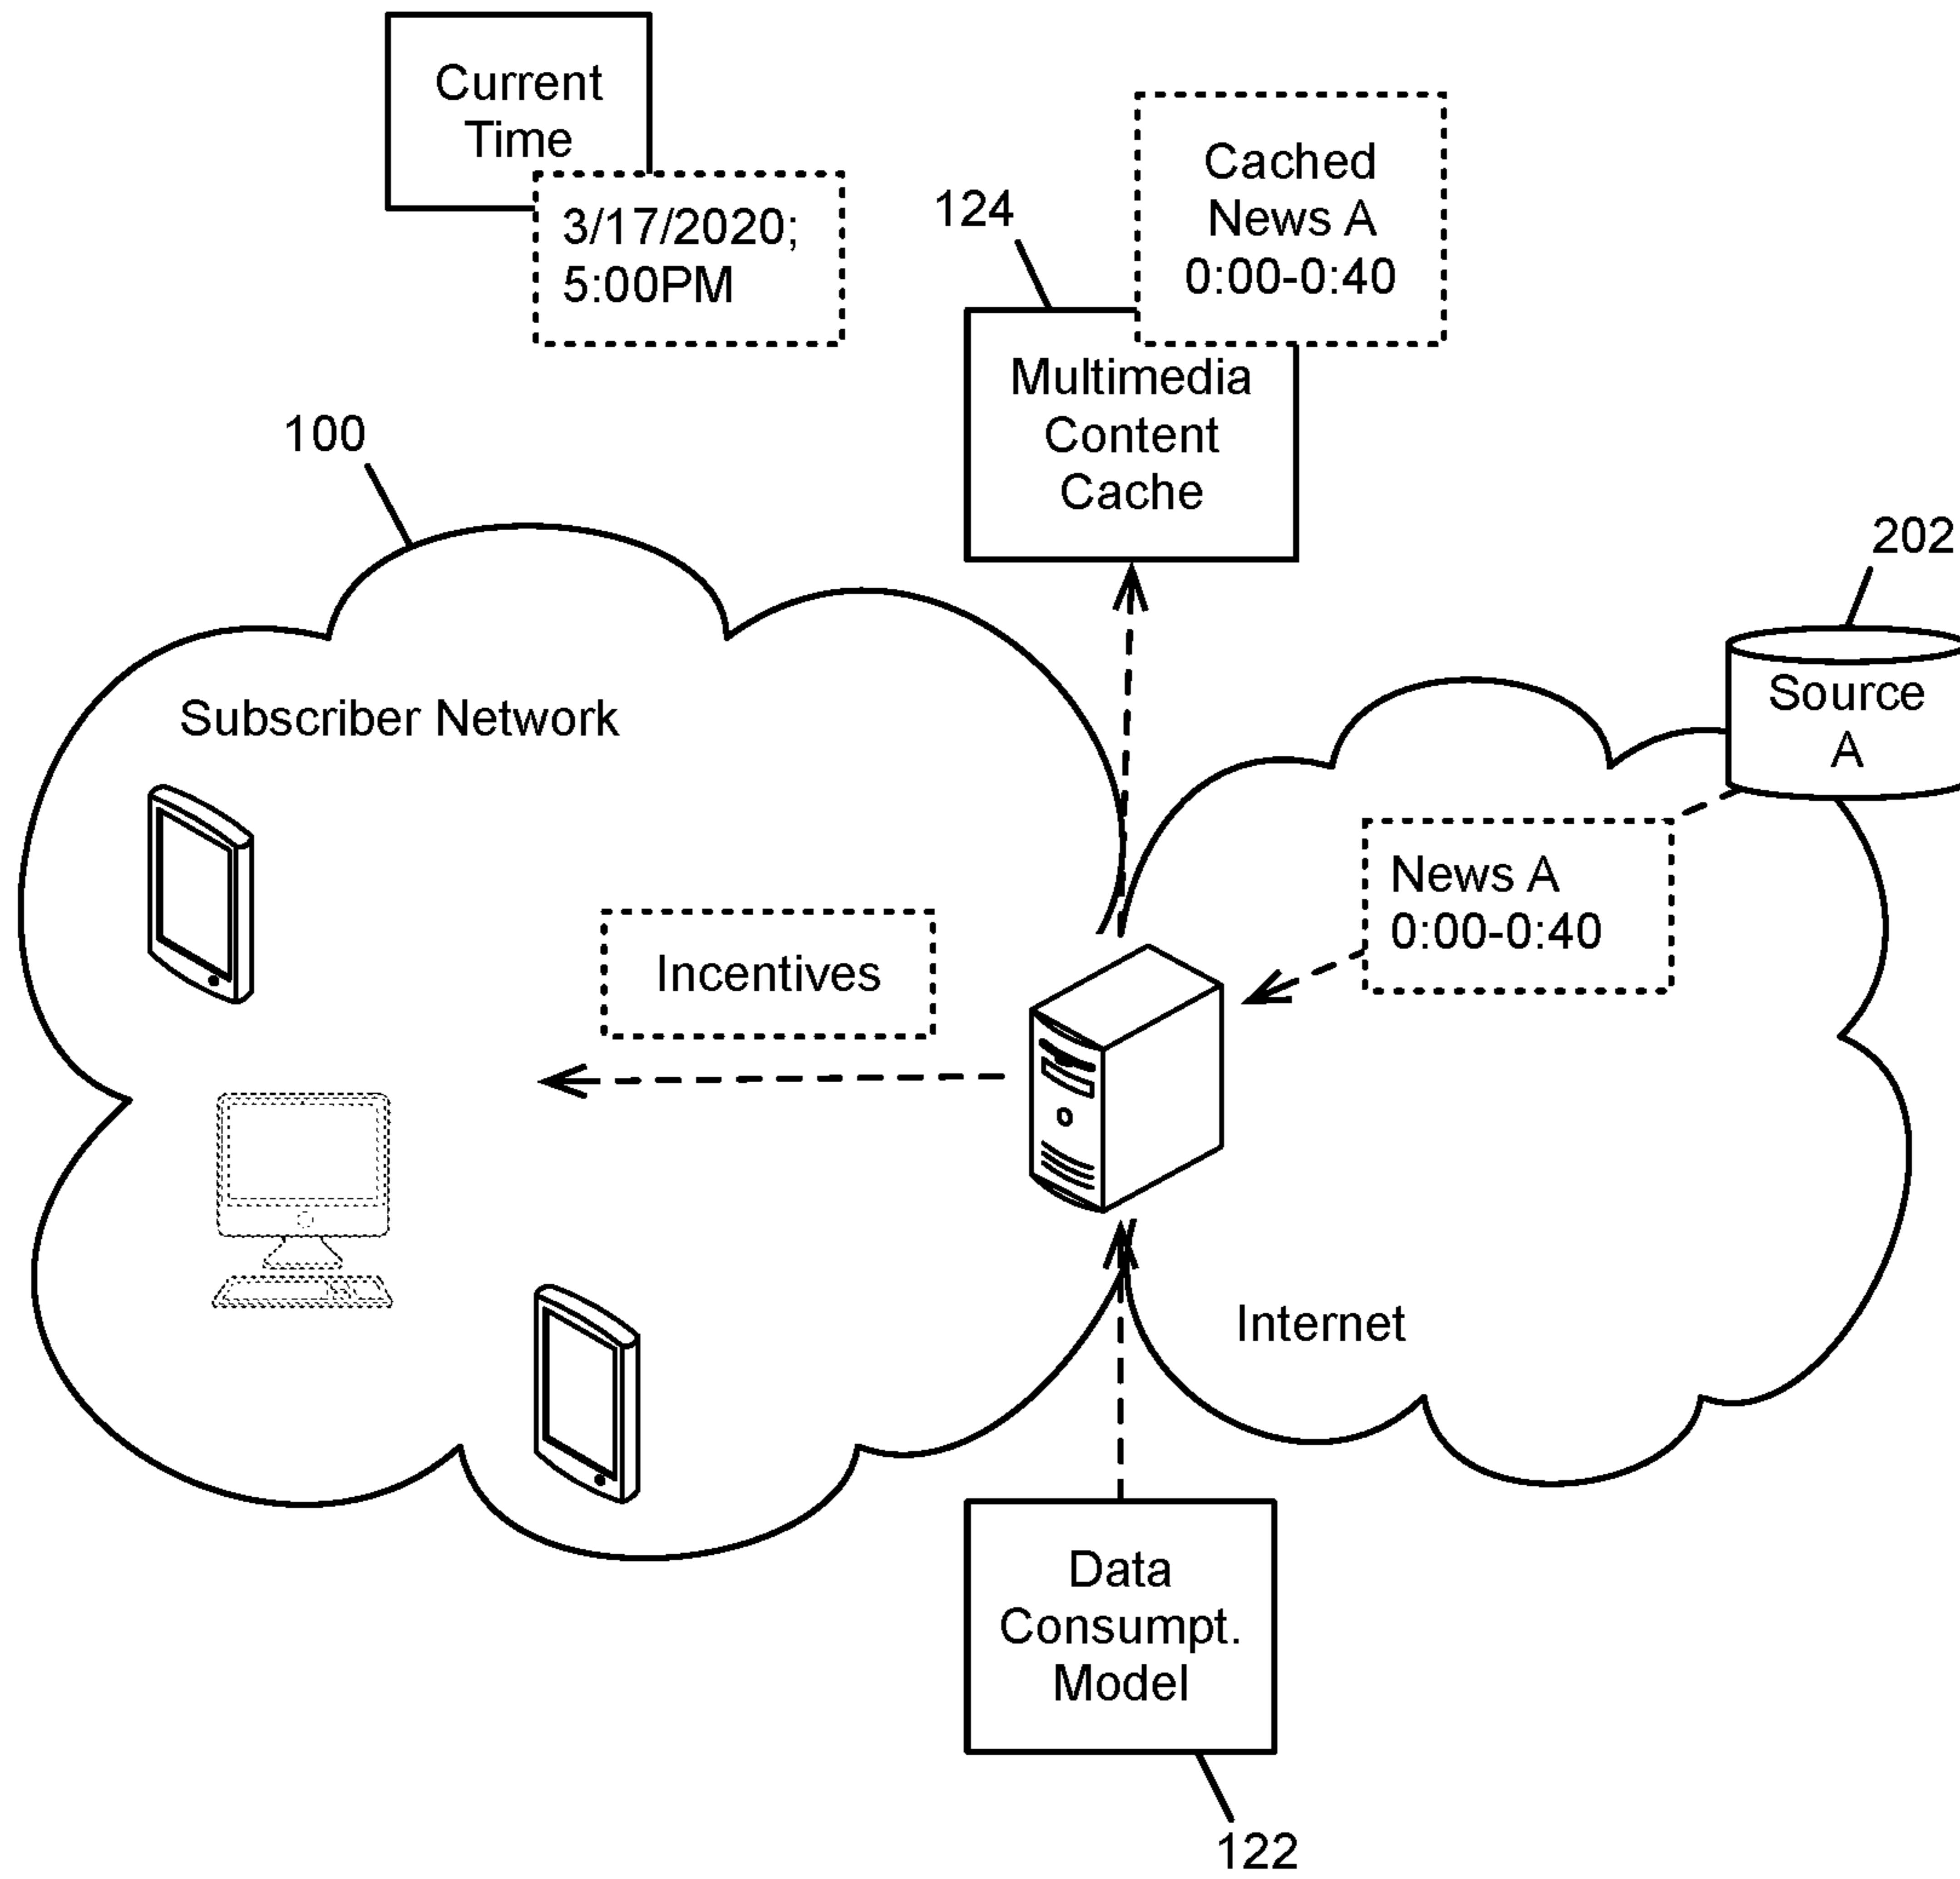 Current
Time
3/17/2020;
5:00PM
124
Cached
News A
0:00-0:40
Multimedia
Content
Cache
100
202
Source
A
Subscriber Network
News A
0:00-0:40
Incentives
Internet
Data
Consumpt.
Model
122